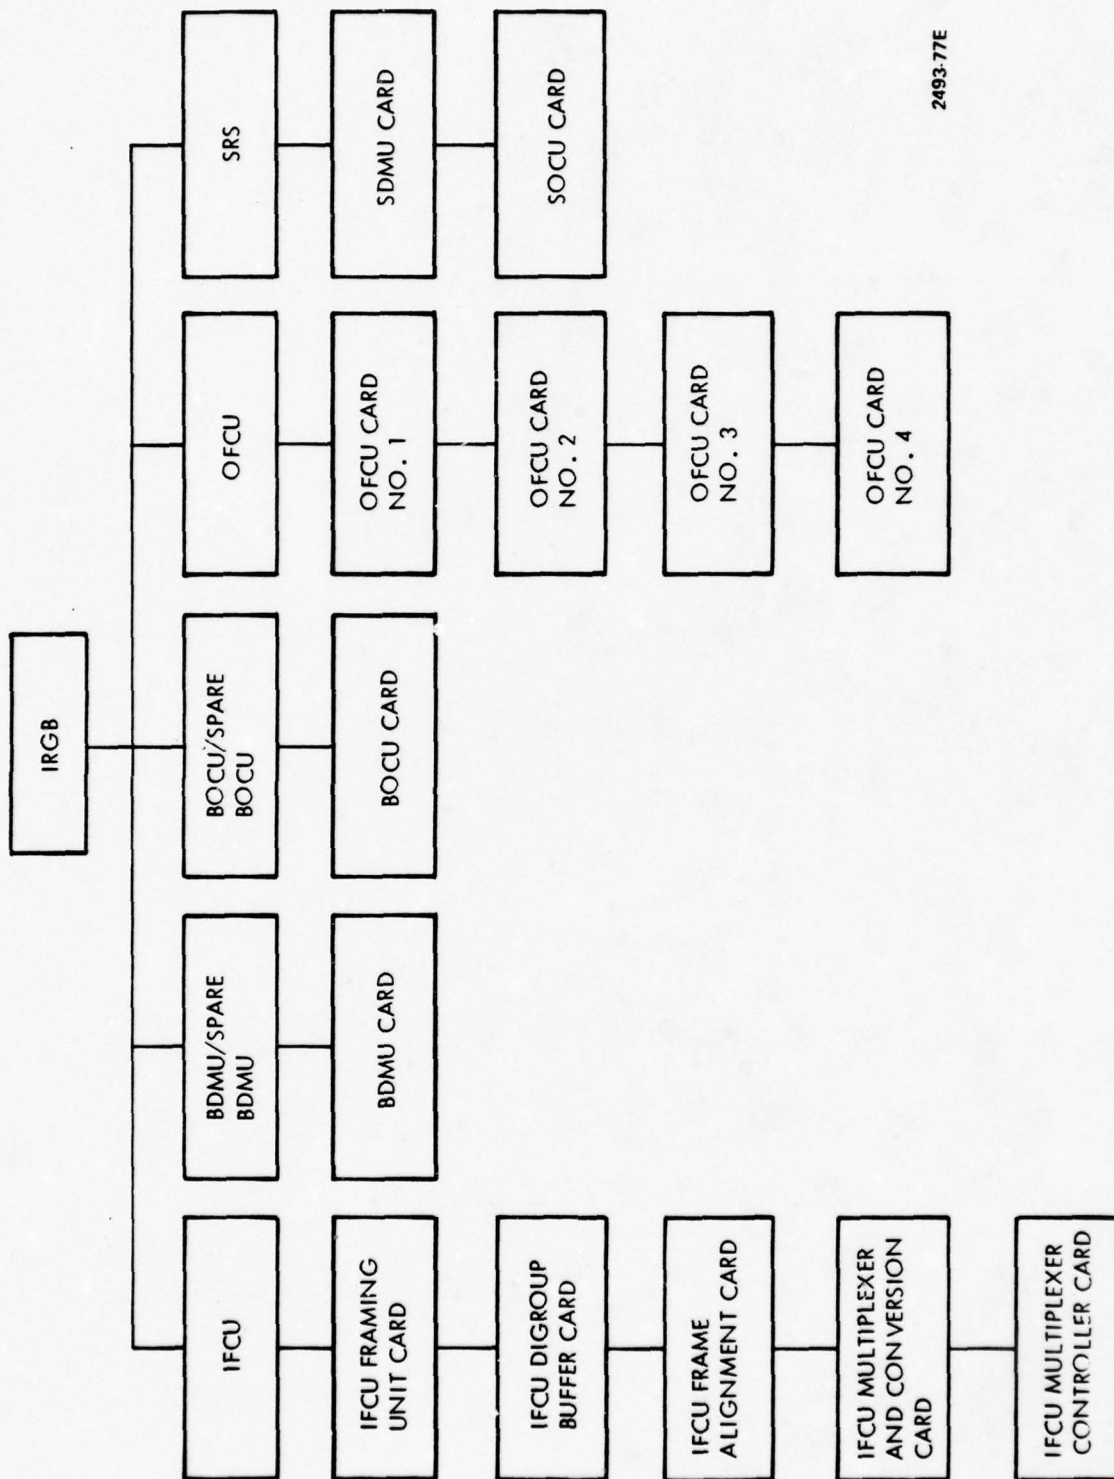 IRGB
IFCU
IFCU FRAMING
UNIT CARD
IFCU DIGROUP
BUFFER CARD
IFCU FRAME
ALIGNMENT CARD
IFCU MULTIPLEXER
AND CONVERSION
CARD
IFCU MULTIPLEXER
CONTROLLER CARD
BDMU/SPARE
BDMU
BDMU CARD
BOCU/SPARE
BOCU
BOCU CARD
OFCU
OFCU CARD
NO. 1
OFCU CARD
NO. 2
OFCU CARD
NO. 3
OFCU CARD
NO. 4
SRS
SDMU CARD
SOCU CARD
2493-77E